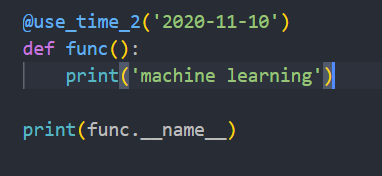 @use_time_2('2020-11-10')
def func():
    print('machine learning')
print(func.__name__)